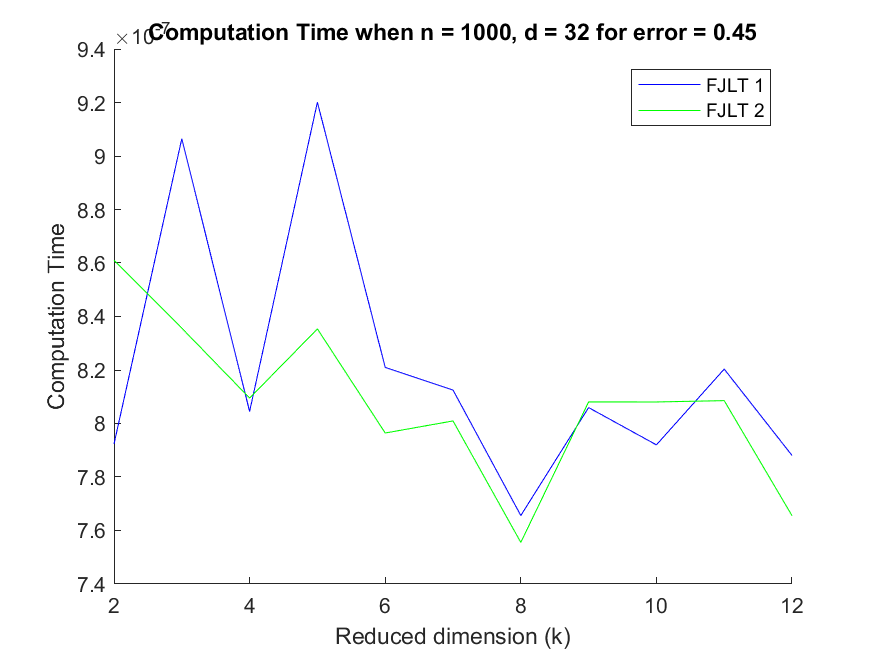 ×10-7
Computation Time when n = 1000, d = 32 for error = 0.45
9.4
9.2
9
8.8
8.6
8.4
8.2
8
7.8
7.6
7.4
Computation Time
FJLT 1
FJLT 2
2 4 6 8 10 12
Reduced dimension (k)